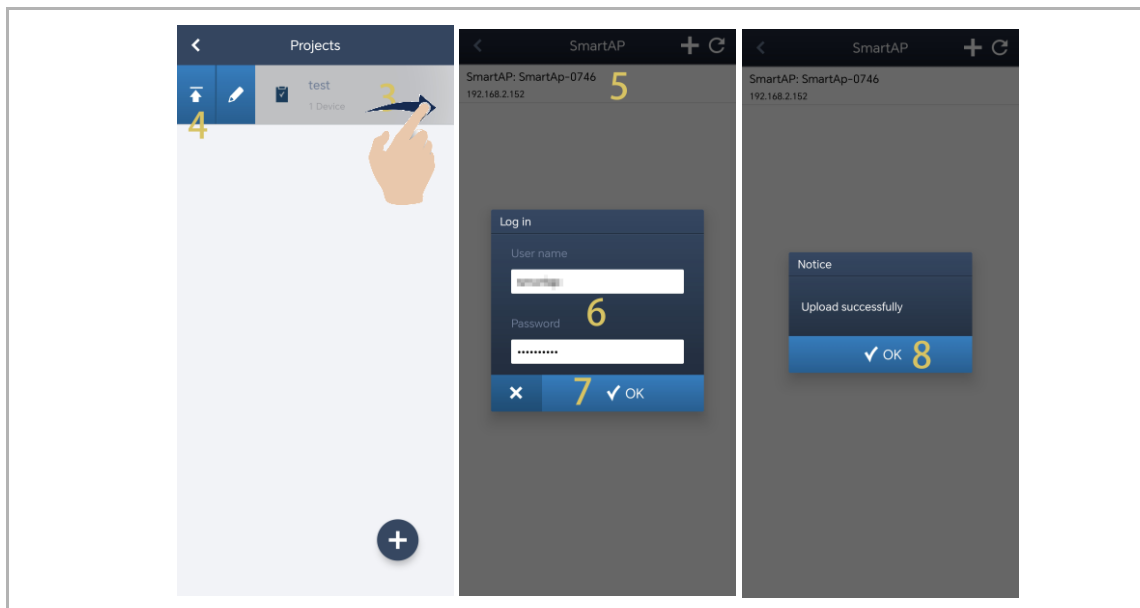 Projects
test
1 Device
3
4
SmartAP
SmartAP: SmartAp-0746
192.168.2.152
5
Log in
User name
Password
6
••••••••••
7
OK
SmartAP
SmartAP: SmartAp-0746
192.168.2.152
Notice
Upload successfully
OK
8